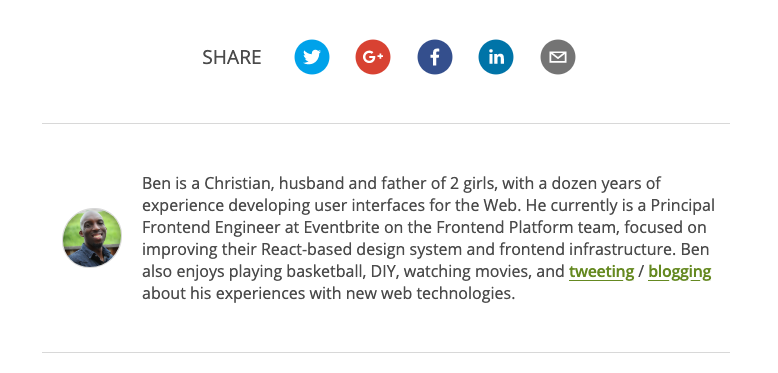 SHARE
G+
f
in
Ben is a Christian, husband and father of 2 girls, with a dozen years of
experience developing user interfaces for the Web. He currently is a Principal
Frontend Engineer at Eventbrite on the Frontend Platform team, focused on
improving their React-based design system and frontend infrastructure. Ben
also enjoys playing basketball, DIY, watching movies, and tweeting / blogging
about his experiences with new web technologies.